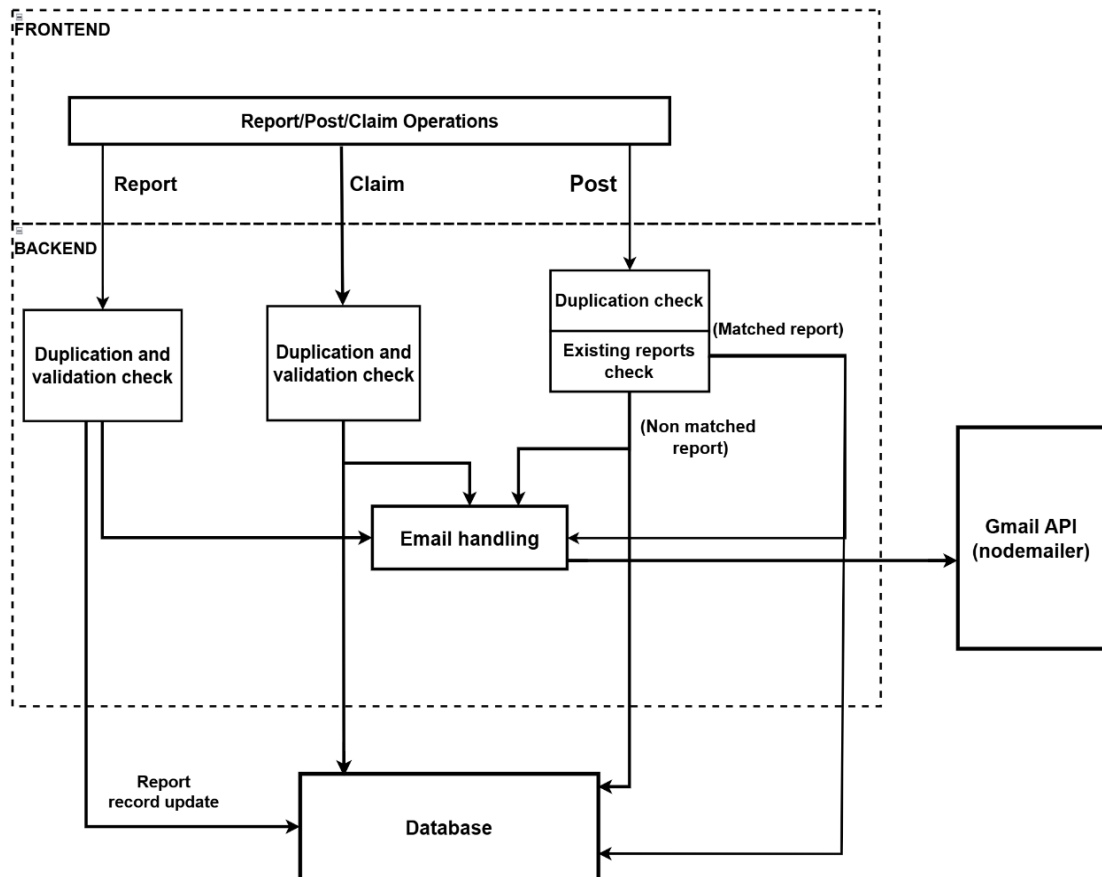 FRONTEND
Report/Post/Claim Operations
Report
Claim
Post
BACKEND
Duplication and
validation check
Duplication and
validation check
Duplication check
Existing reports
check
(Matched report)
(Non matched
report)
Email handling
Gmail API
(nodemailer)
Report
record update
Database